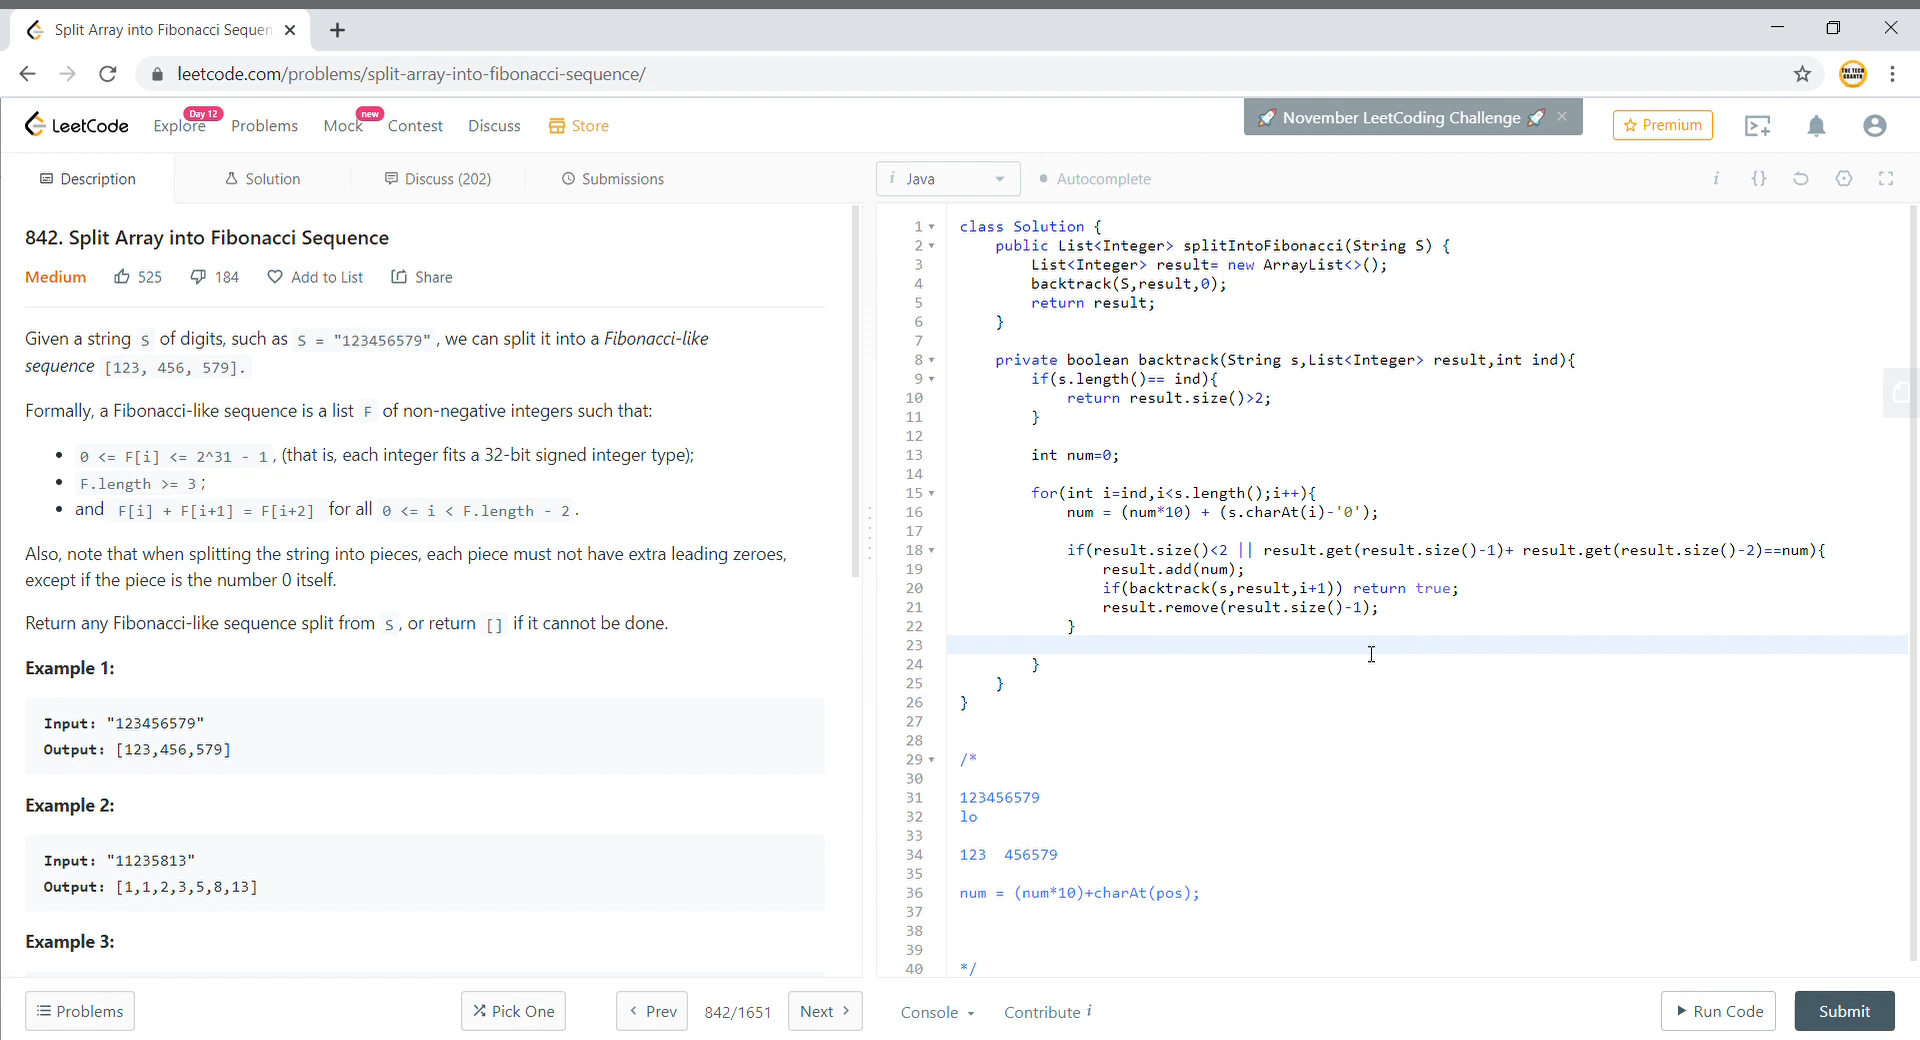 Split Array into Fibonacci Sequen
leetcode.com/problems/split-array-into-fibonacci-sequence/
THE TECH GRANTH
LeetCode
Explore
Day 12
Problems
Mock
new
Contest
Discuss
Store
🚀 November LeetCoding Challenge 🚀 ×
Premium
Description
Solution
Discuss (202)
Submissions
i Java
Autocomplete
842. Split Array into Fibonacci Sequence
Medium 525 184 Add to List Share
Given a string S of digits, such as S = "123456579", we can split it into a Fibonacci-like
sequence [123, 456, 579].
Formally, a Fibonacci-like sequence is a list F of non-negative integers such that:
• 0 <= F[i] <= 2^31 - 1, (that is, each integer fits a 32-bit signed integer type);
• F.length >= 3;
• and F[i] + F[i+1] = F[i+2] for all 0 <= i < F.length - 2.
Also, note that when splitting the string into pieces, each piece must not have extra leading zeroes,
except if the piece is the number 0 itself.
Return any Fibonacci-like sequence split from S, or return [] if it cannot be done.
Example 1:
Input: "123456579"
Output: [123,456,579]
Example 2:
Input: "11235813"
Output: [1,1,2,3,5,8,13]
Example 3:
1 class Solution {
2 public List<Integer> splitIntoFibonacci(String S) {
3 List<Integer> result= new ArrayList<>();
4 backtrack(S,result,0);
5 return result;
6 }
7
8 private boolean backtrack(String s,List<Integer> result,int ind){
9 if(s.length()== ind){
10 return result.size()>2;
11 }
12
13 int num=0;
14
15 for(int i=ind,i<s.length();i++){
16 num = (num*10) + (s.charAt(i)-'0');
17
18 if(result.size()<2 || result.get(result.size()-1)+ result.get(result.size()-2)==num){
19 result.add(num);
20 if(backtrack(s,result,i+1)) return true;
21 result.remove(result.size()-1);
22 }
23
24 }
25 }
26 }
27
28
29 /*
30
31 123456579
32 lo
33
34 123 456579
35
36 num = (num*10)+charAt(pos);
37
38
39
40 */
Problems
Pick One
Prev
842/1651
Next
Console
Contribute i
Run Code
Submit